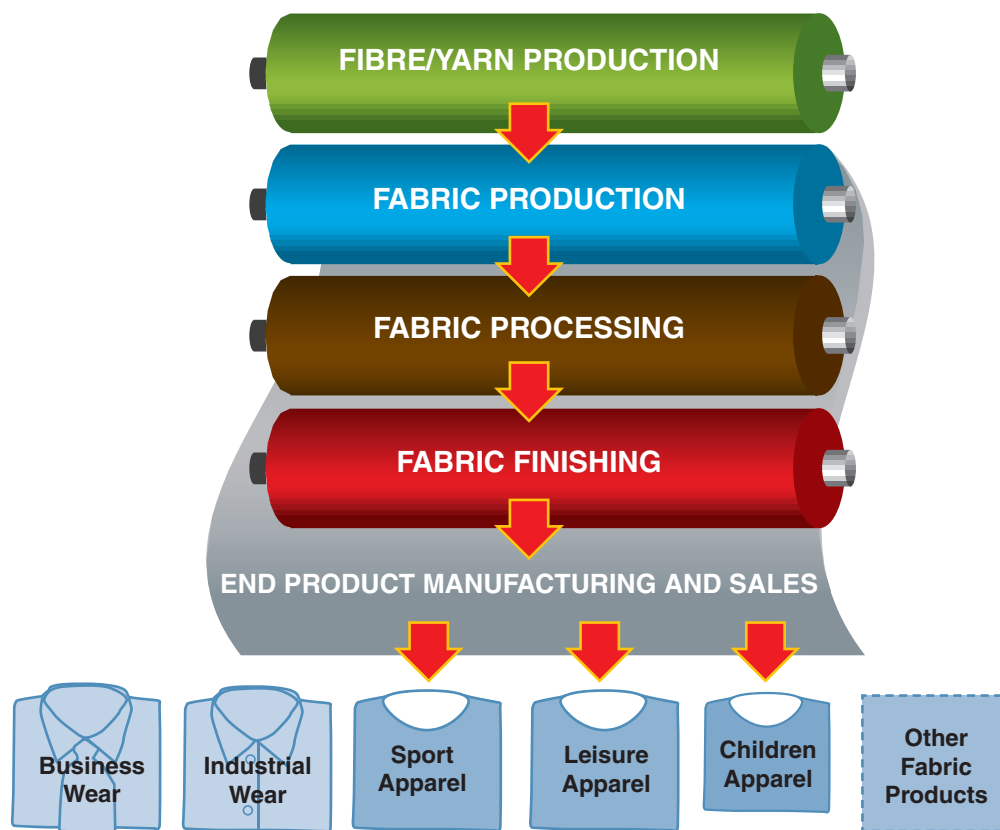 FIBRE/YARN PRODUCTION
FABRIC PRODUCTION
FABRIC PROCESSING
FABRIC FINISHING
END PRODUCT MANUFACTURING AND SALES
Business
Wear
Industrial
Wear
Sport
Apparel
Leisure
Apparel
Children
Apparel
Other
Fabric
Products